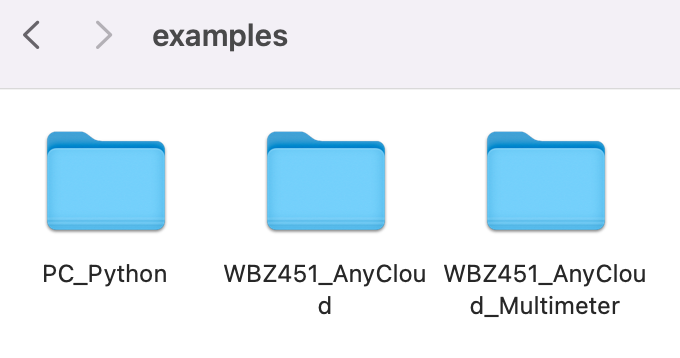 examples
PC_Python
WBZ451_AnyClou
d
WBZ451_AnyClou
d_Multimeter